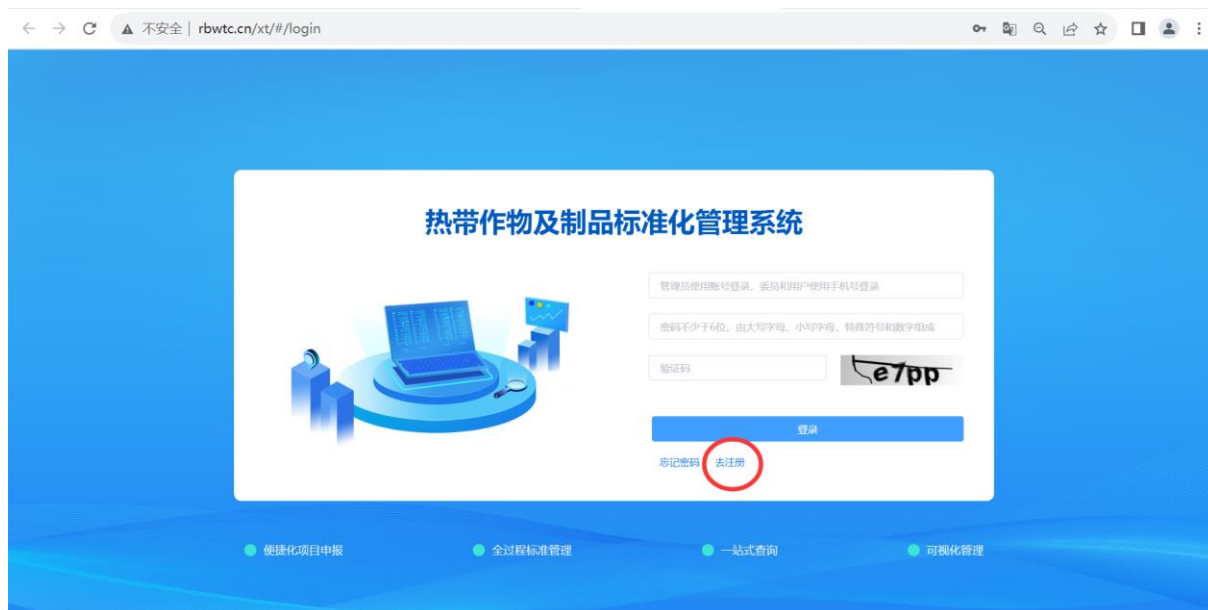 不安全 | rbwtc.cn/xt/#/login
热带作物及制品标准化管理系统
管理员使用账号登录，委员和用户使用手机号登录
密码不少于6位，由大写字母、小写字母、特殊符号和数字组成
验证码 e7pp
登录
忘记密码 去注册
便捷化项目申报 全过程标准管理 一站式查询 可视化管理